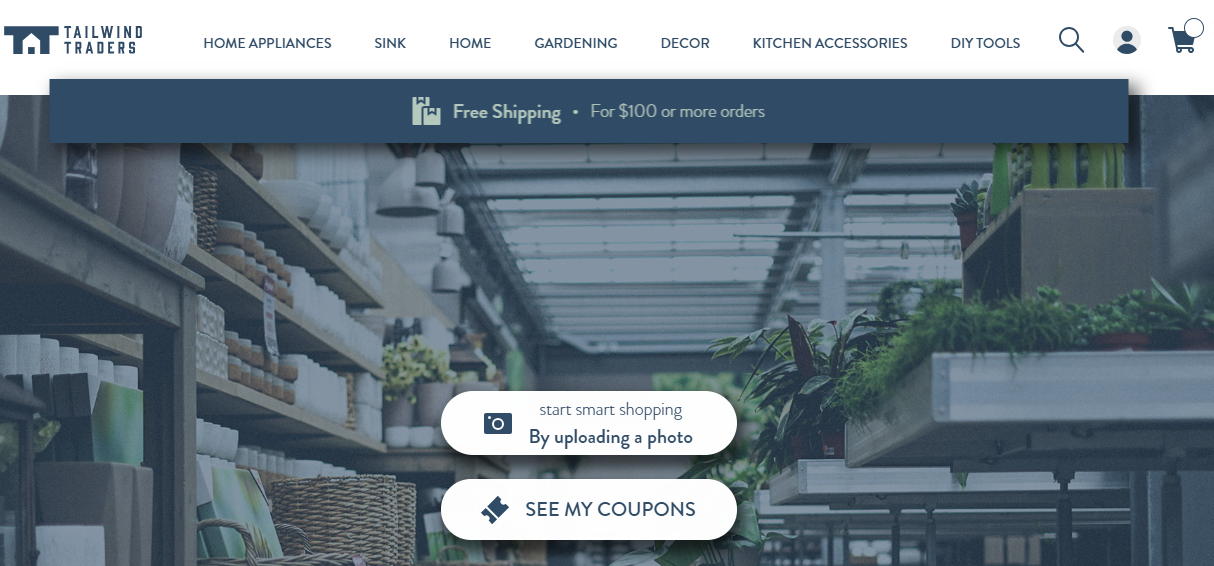 TAILWIND
TRADERS
HOME APPLIANCES SINK HOME GARDENING DECOR KITCHEN ACCESSORIES DIY TOOLS
Free Shipping • For $100 or more orders
start smart shopping
By uploading a photo
SEE MY COUPONS